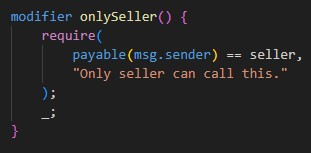 modifier onlySeller() {
    require(
        payable(msg.sender) == seller,
        "Only seller can call this."
    );
    _;
}